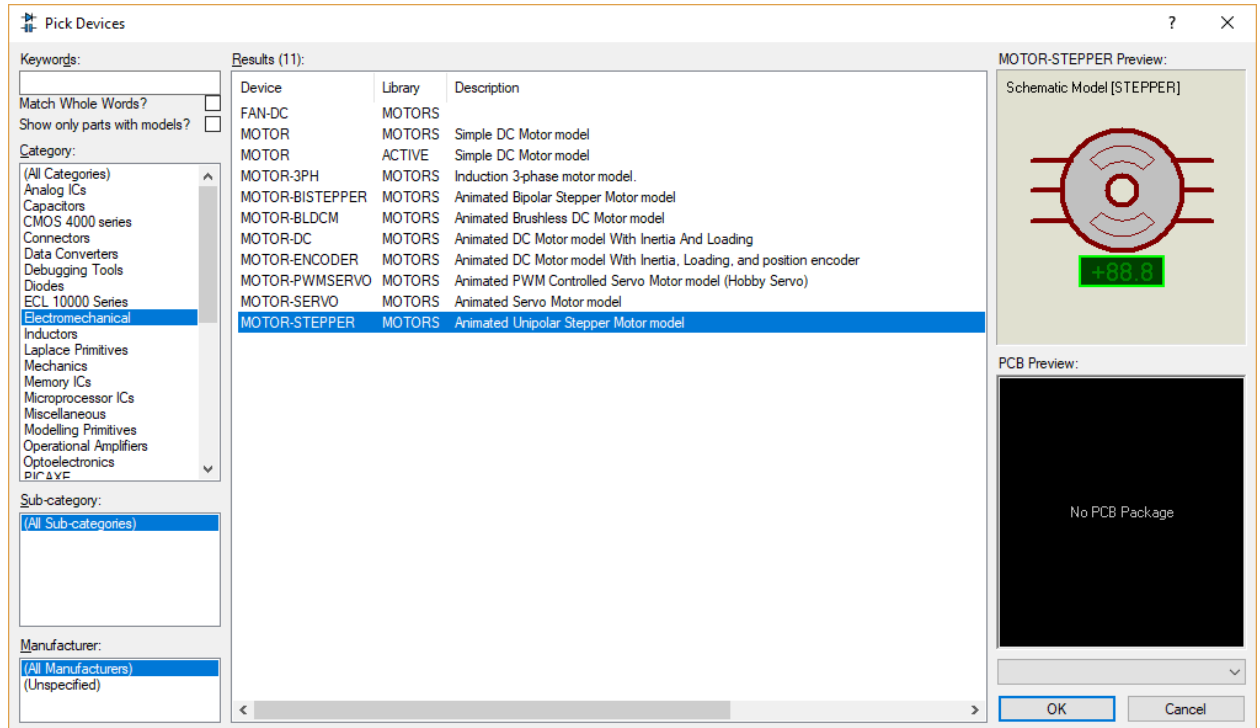 Pick Devices
? ×
Keywords:
Match Whole Words?
Show only parts with models?
Category:
(All Categories)
Analog ICs
Capacitors
CMOS 4000 series
Connectors
Data Converters
Debugging Tools
Diodes
ECL 10000 Series
Electromechanical
Inductors
Laplace Primitives
Mechanics
Memory ICs
Microprocessor ICs
Miscellaneous
Modelling Primitives
Operational Amplifiers
Optoelectronics
PICAXE
Sub-category:
(All Sub-categories)
Manufacturer:
(All Manufacturers)
(Unspecified)
Results (11):
Device Library Description
FAN-DC MOTORS
MOTOR MOTORS Simple DC Motor model
MOTOR ACTIVE Simple DC Motor model
MOTOR-3PH MOTORS Induction 3-phase motor model.
MOTOR-BISTEPPER MOTORS Animated Bipolar Stepper Motor model
MOTOR-BLDCM MOTORS Animated Brushless DC Motor model
MOTOR-DC MOTORS Animated DC Motor model With Inertia And Loading
MOTOR-ENCODER MOTORS Animated DC Motor model With Inertia, Loading, and position encoder
MOTOR-PWMSERVO MOTORS Animated PWM Controlled Servo Motor model (Hobby Servo)
MOTOR-SERVO MOTORS Animated Servo Motor model
MOTOR-STEPPER MOTORS Animated Unipolar Stepper Motor model
MOTOR-STEPPER Preview:
Schematic Model [STEPPER]
+88.8
PCB Preview:
No PCB Package
OK Cancel